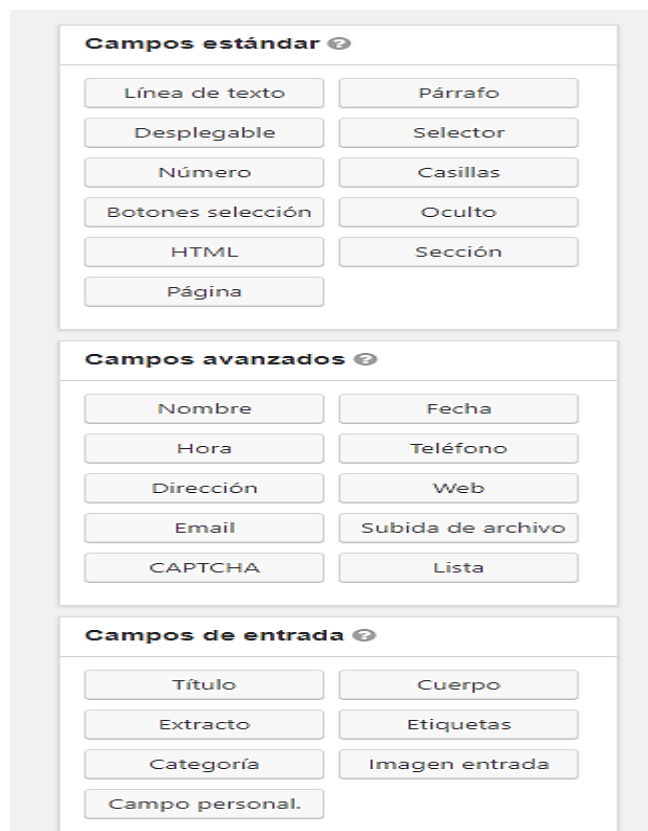 Campos estándar
Línea de texto Párrafo
Desplegable Selector
Número Casillas
Botones selección Oculto
HTML Sección
Página
Campos avanzados
Nombre Fecha
Hora Teléfono
Dirección Web
Email Subida de archivo
CAPTCHA Lista
Campos de entrada
Título Cuerpo
Extracto Etiquetas
Categoría Imagen entrada
Campo personal.